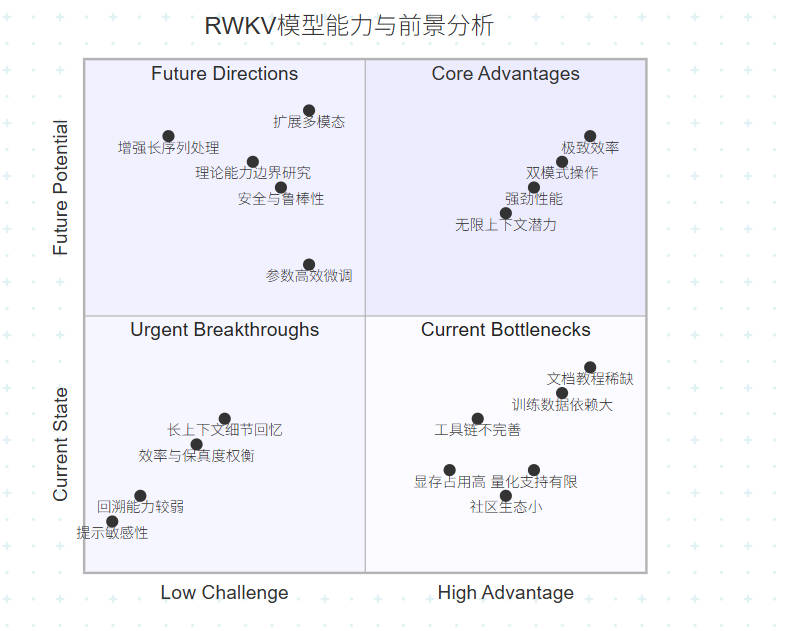 RWKV模型能力与前景分析
Future Directions
Core Advantages
扩展多模态
增强长序列处理
极致效率
理论能力边界研究
双模式操作
安全与鲁棒性
强劲性能
无限上下文潜力
参数高效微调
Future Potential
Urgent Breakthroughs
Current Bottlenecks
文档教程稀缺
训练数据依赖大
长上下文细节回忆
工具链不完善
效率与保真度权衡
显存占用高
量化支持有限
回溯能力较弱
社区生态小
提示敏感性
Current State
Low Challenge
High Advantage